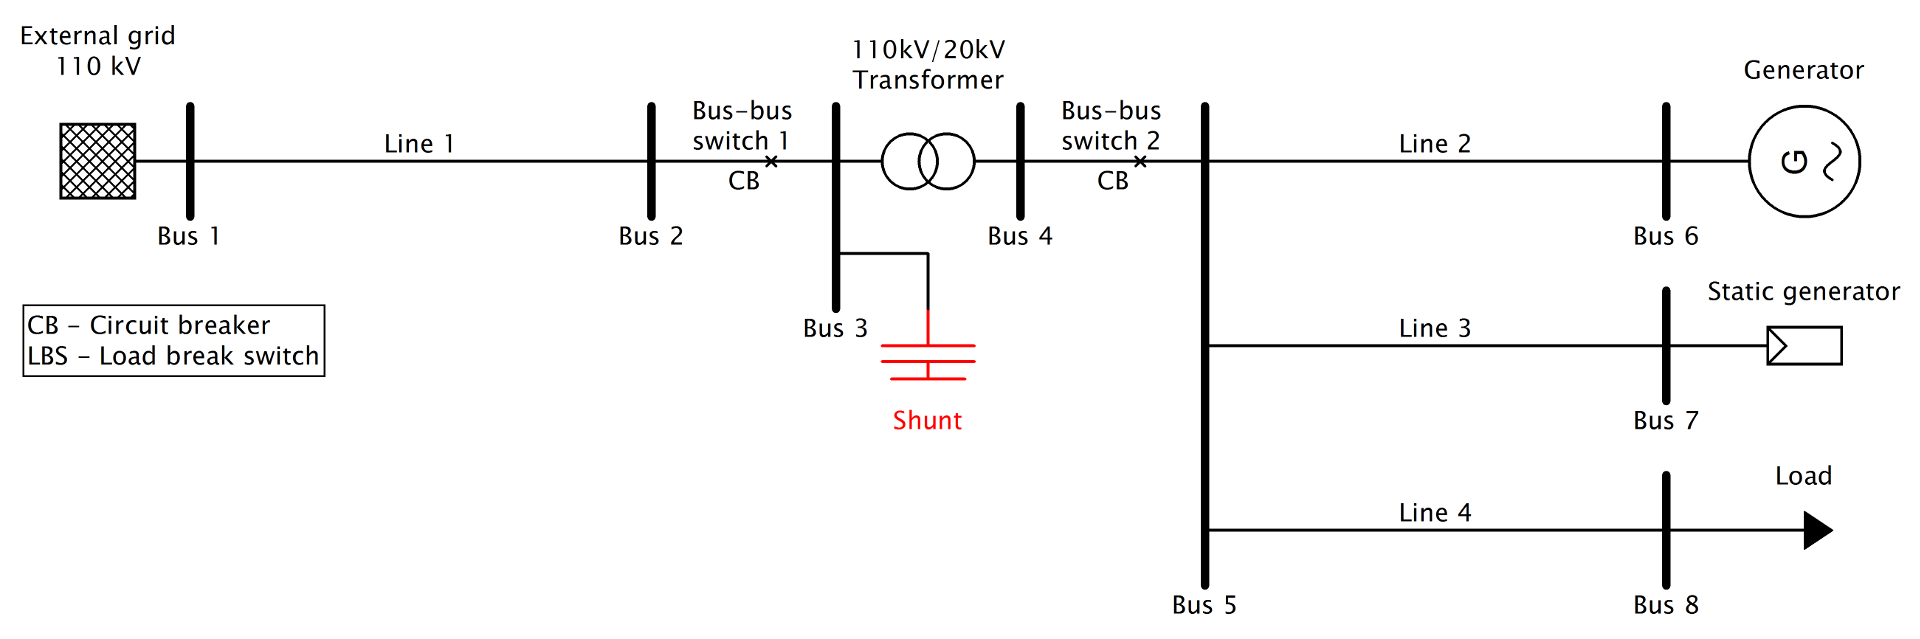 External grid
110 kV
110kV/20kV
Transformer
Generator
Bus-bus
switch 1
Bus-bus
switch 2
Line 1
Line 2
CB
CB
G
Bus 1
Bus 2
Bus 4
Bus 6
Static generator
CB - Circuit breaker
LBS - Load break switch
Bus 3
Line 3
Shunt
Bus 7
Load
Line 4
Bus 5
Bus 8